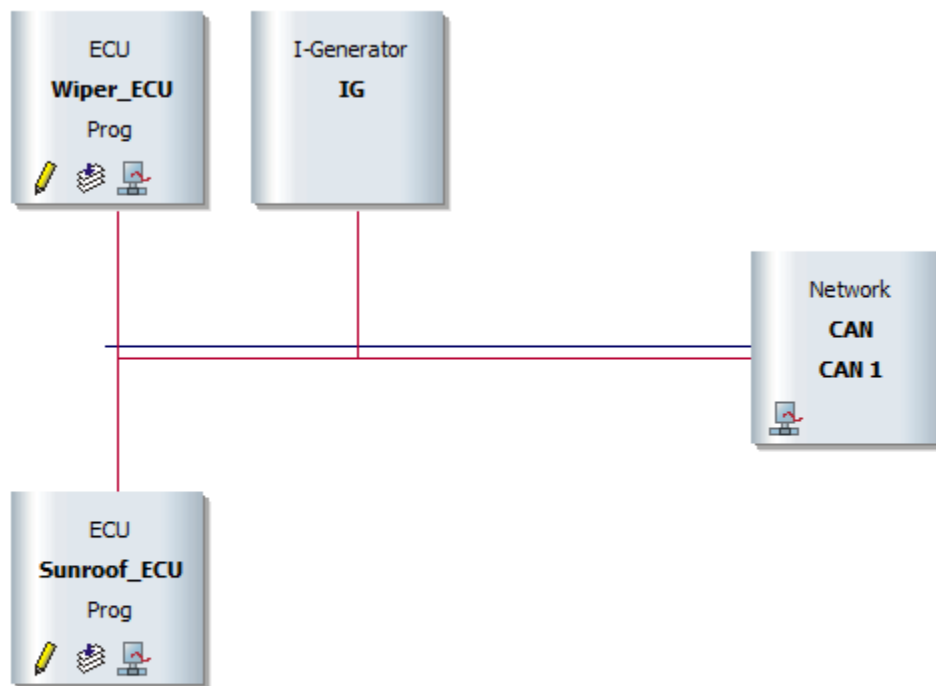 ECU
Wiper_ECU
Prog
I-Generator
IG
Network
CAN
CAN 1
ECU
Sunroof_ECU
Prog